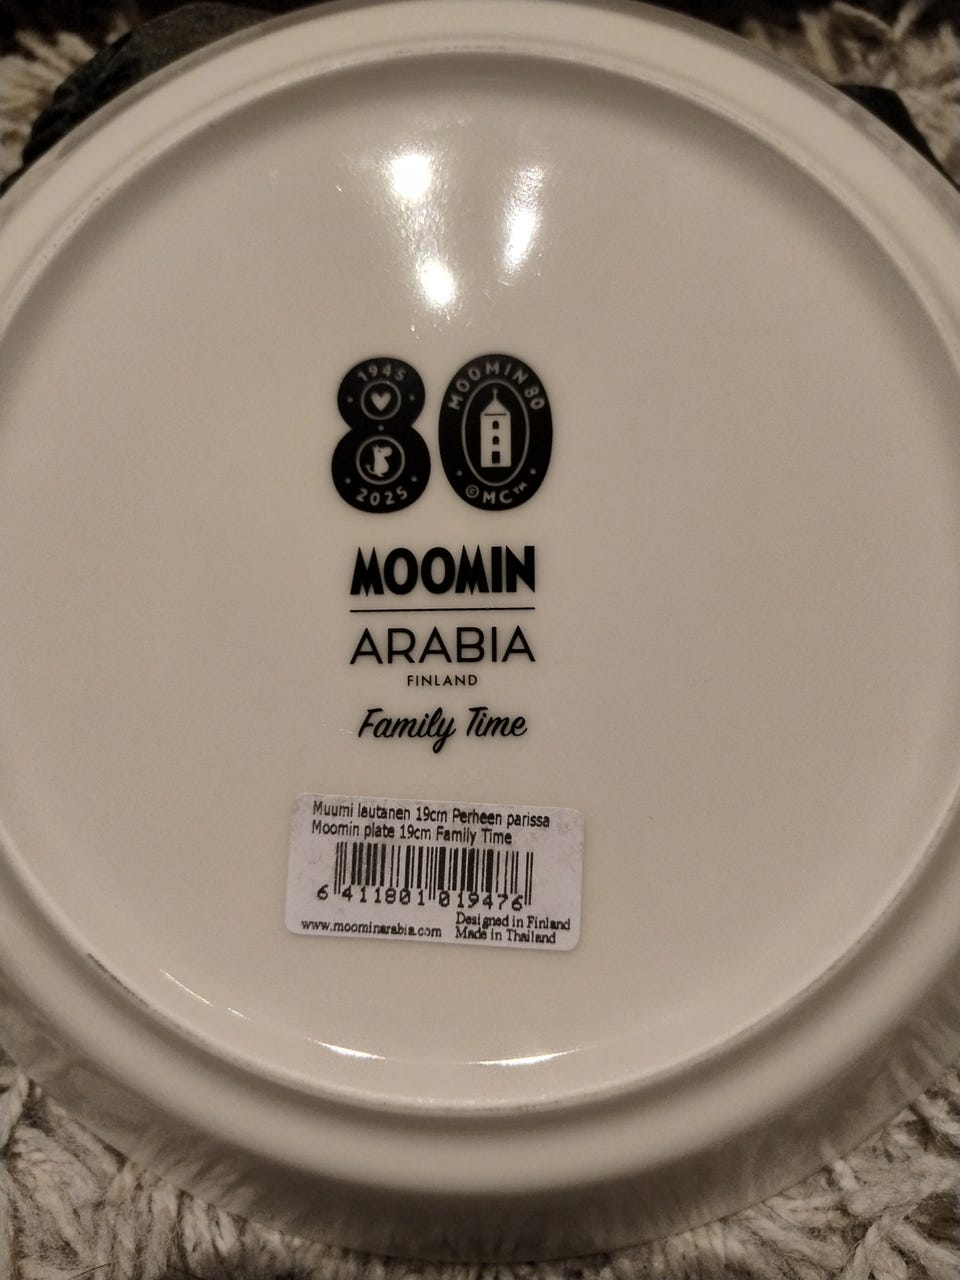 1945
2025
MOOMIN 80
© MC™
MOOMIN
ARABIA
FINLAND
Family Time
Muumi lautanen 19cm Perheen parissa
Moomin plate 19cm Family Time
6 411801 019476
www.moominarabia.com
Designed in Finland
Made in Thailand